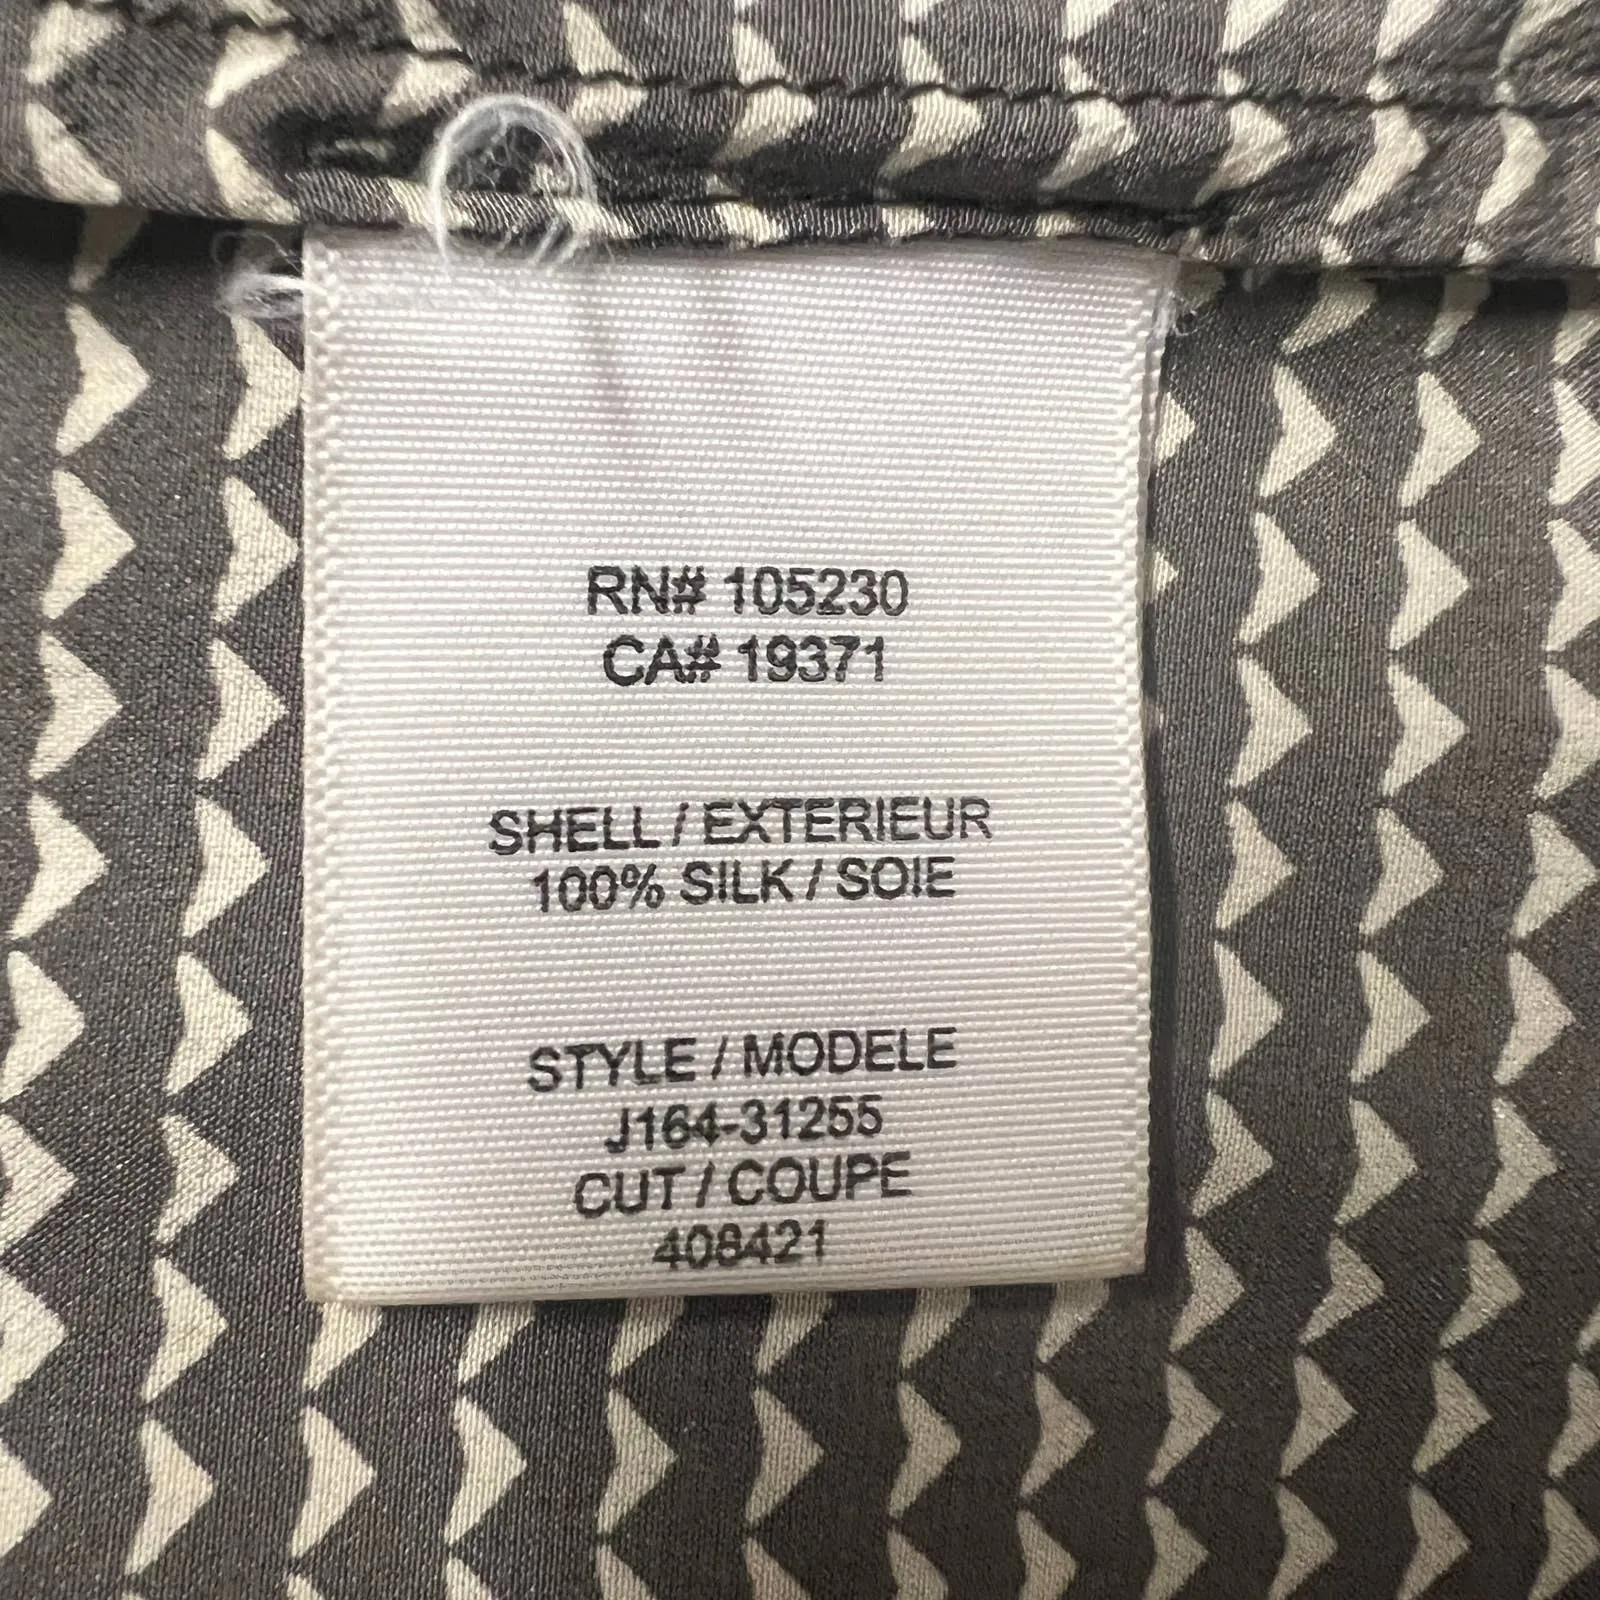 RN# 105230
CA# 19371
SHELL / EXTERIEUR
100% SILK / SOIE
STYLE / MODELE
J164-31255
CUT / COUPE
408421